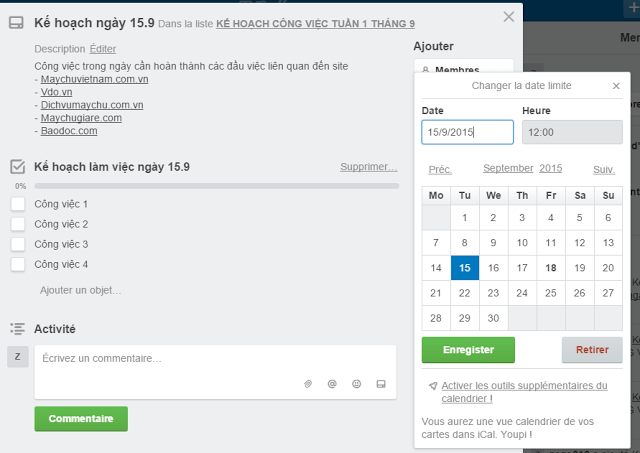 Kế hoạch ngày 15.9 Dans la liste KẾ HOẠCH CÔNG VIỆC TUẦN 1 THÁNG 9
Description Éditer
Công việc trong ngày cần hoàn thành các đầu việc liên quan đến site
- Maychuvietnam.com.vn
- Vdo.vn
- Dichvumaychu.com.vn
- Maychugiare.com
- Baodoc.com
Kế hoạch làm việc ngày 15.9 Supprimer…
0%
Công việc 1
Công việc 2
Công việc 3
Công việc 4
Ajouter un objet…
Activité
Z
Écrivez un commentaire…
Commentaire
Ajouter
Membres
Changer la date limite
Date Heure
15/9/2015 12:00
Préc. September 2015 Suiv.
Mo Tu We Th Fr Sa Su
1 2 3 4 5 6
7 8 9 10 11 12 13
14 15 16 17 18 19 20
21 22 23 24 25 26 27
28 29 30
Enregister Retirer
Activer les outils supplémentaires du
calendrier !
Vous aurez une vue calendrier de vos
cartes dans iCal. Youpi !